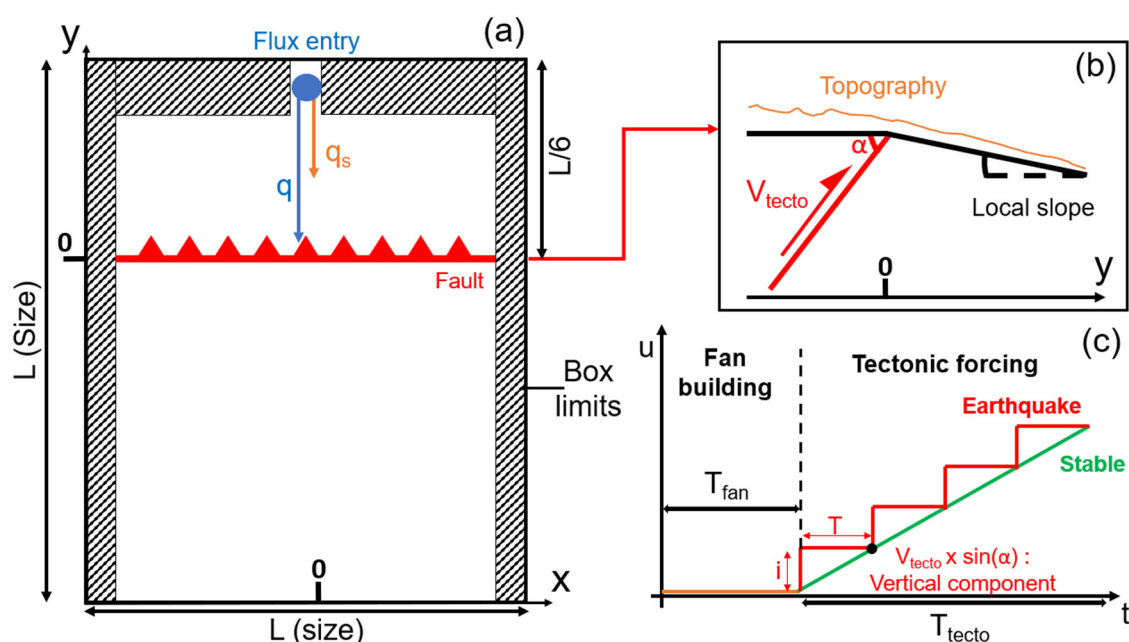 y
Flux entry
(a)
q
qs
L/6
0
Fault
L (Size)
Box
limits
0
x
L (size)
(b)
Topography
α
Vtecto
Local slope
0
y
(c)
u
Fan
building
Tectonic forcing
Earthquake
Stable
Tfan
T
i
Vtecto x sin(α) :
Vertical component
t
Ttecto